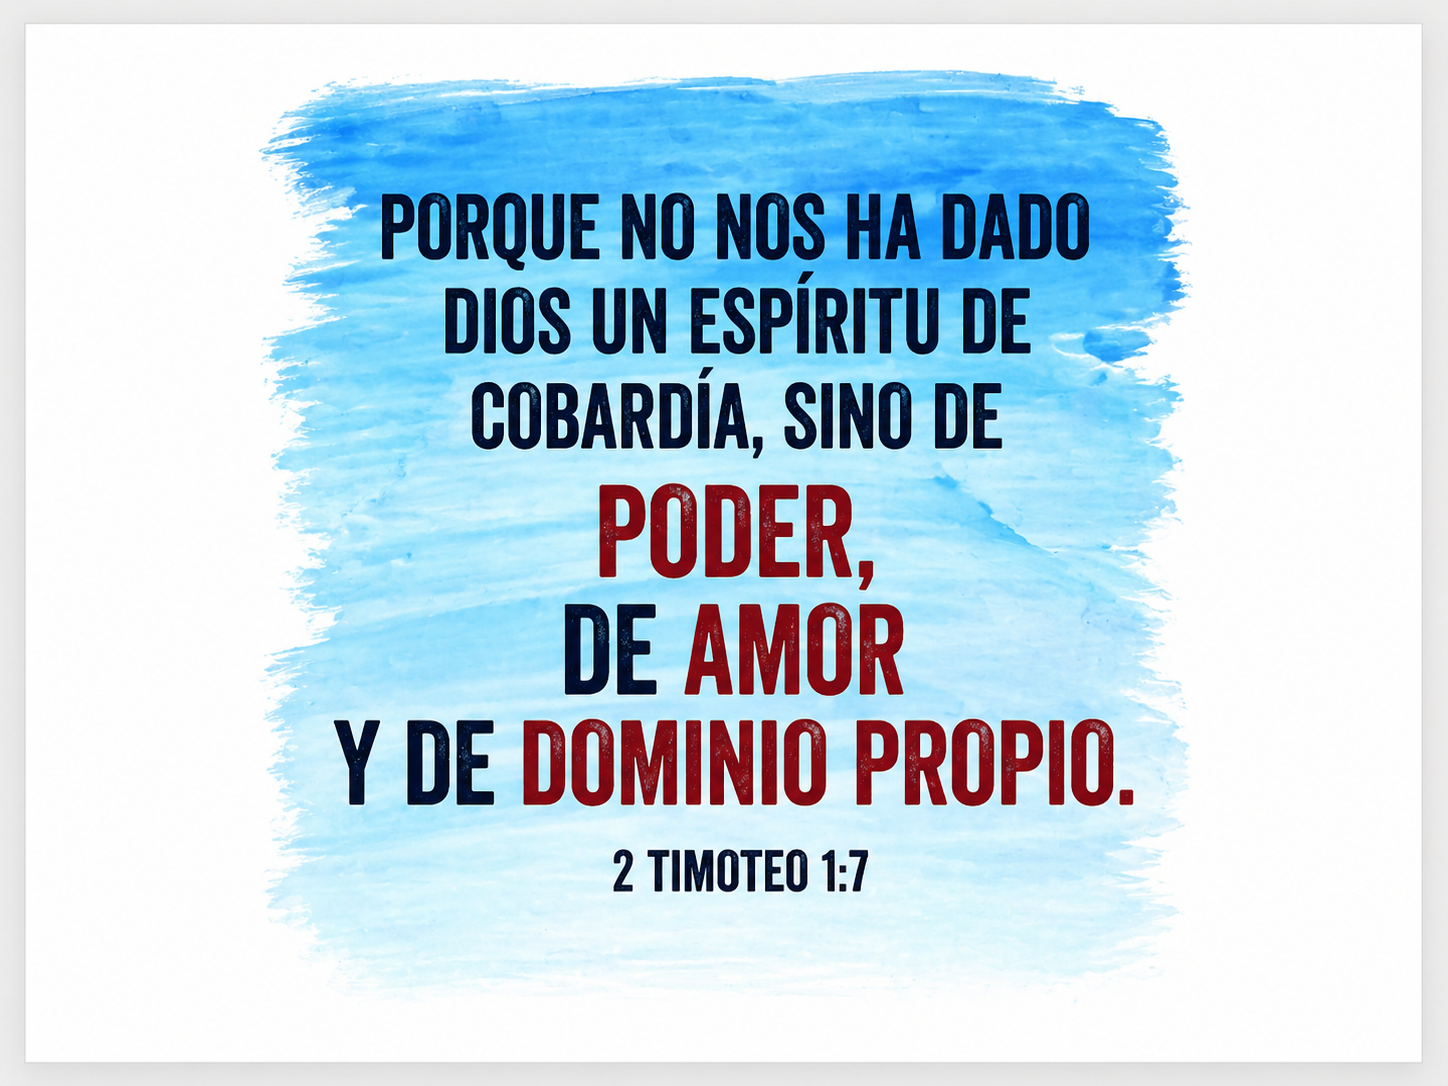 PORQUE NO NOS HA DADO
DIOS UN ESPÍRITU DE
COBARDÍA, SINO DE
PODER,
DE AMOR
Y DE DOMINIO PROPIO.
2 TIMOTEO 1:7